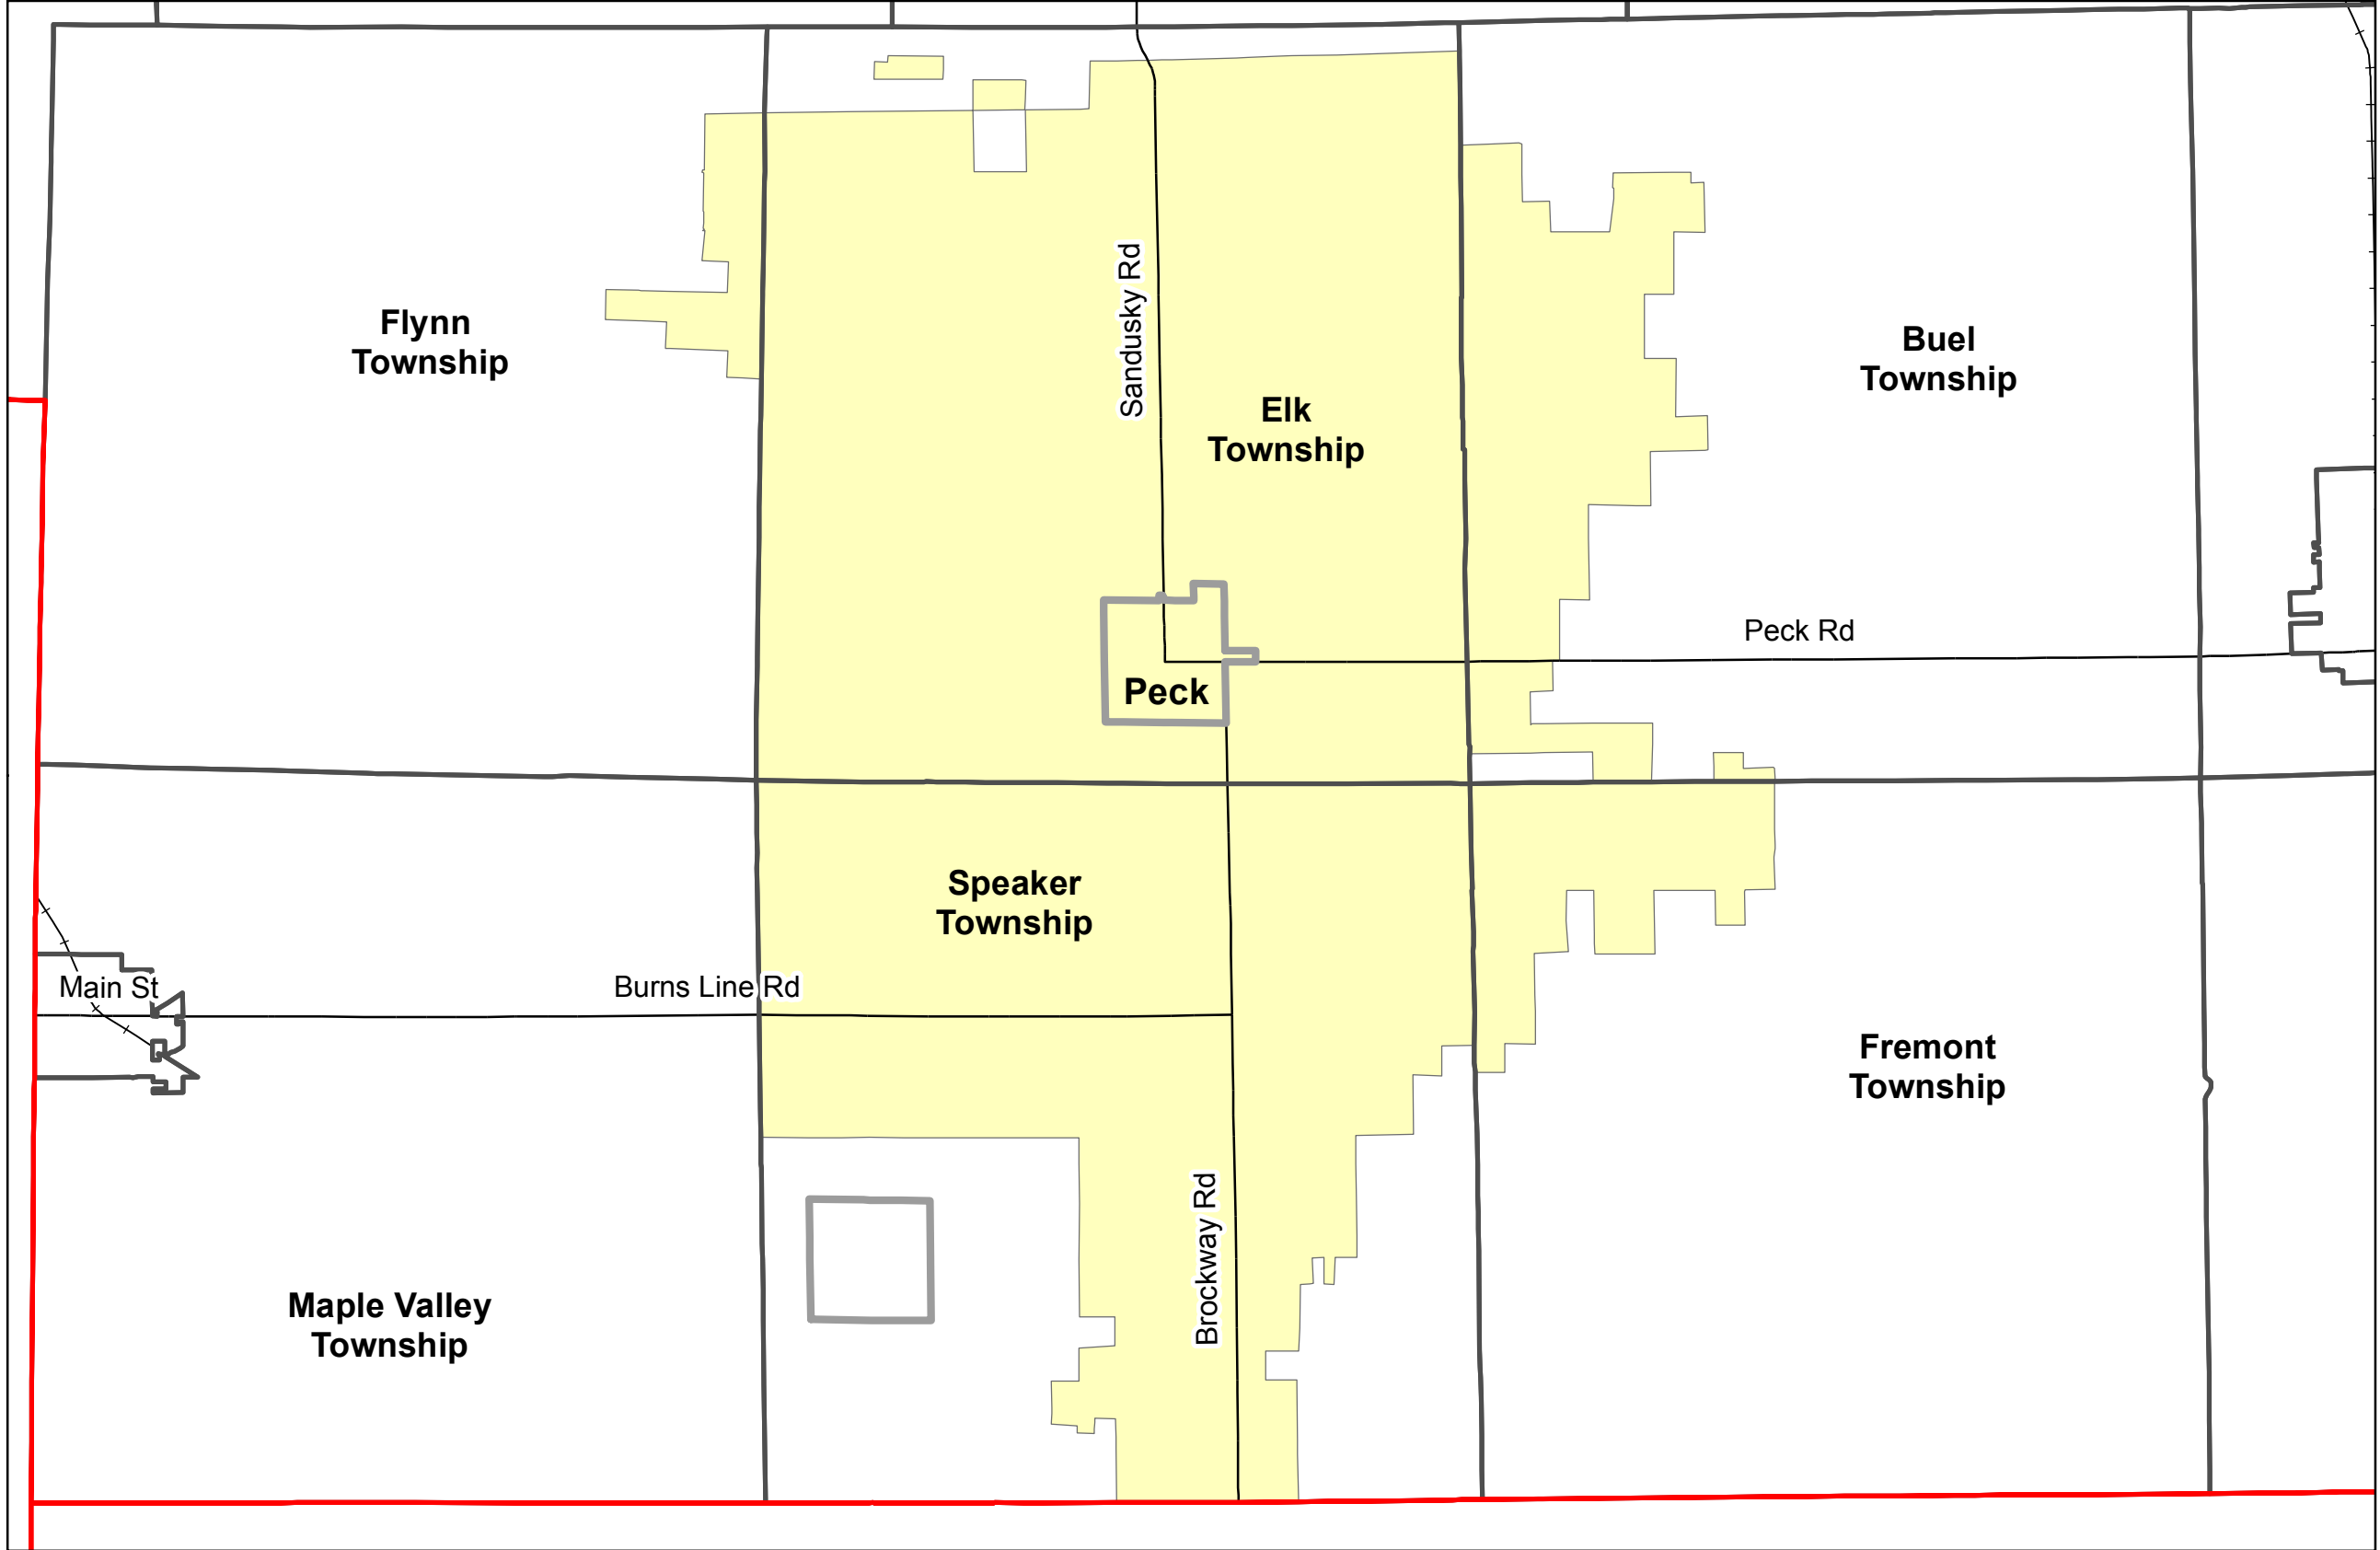 Flynn
Township
Sandusky Rd
Elk
Township
Buel
Township
Peck Rd
Peck
Speaker
Township
Main St
Burns Line Rd
Fremont
Township
Brockway Rd
Maple Valley
Township